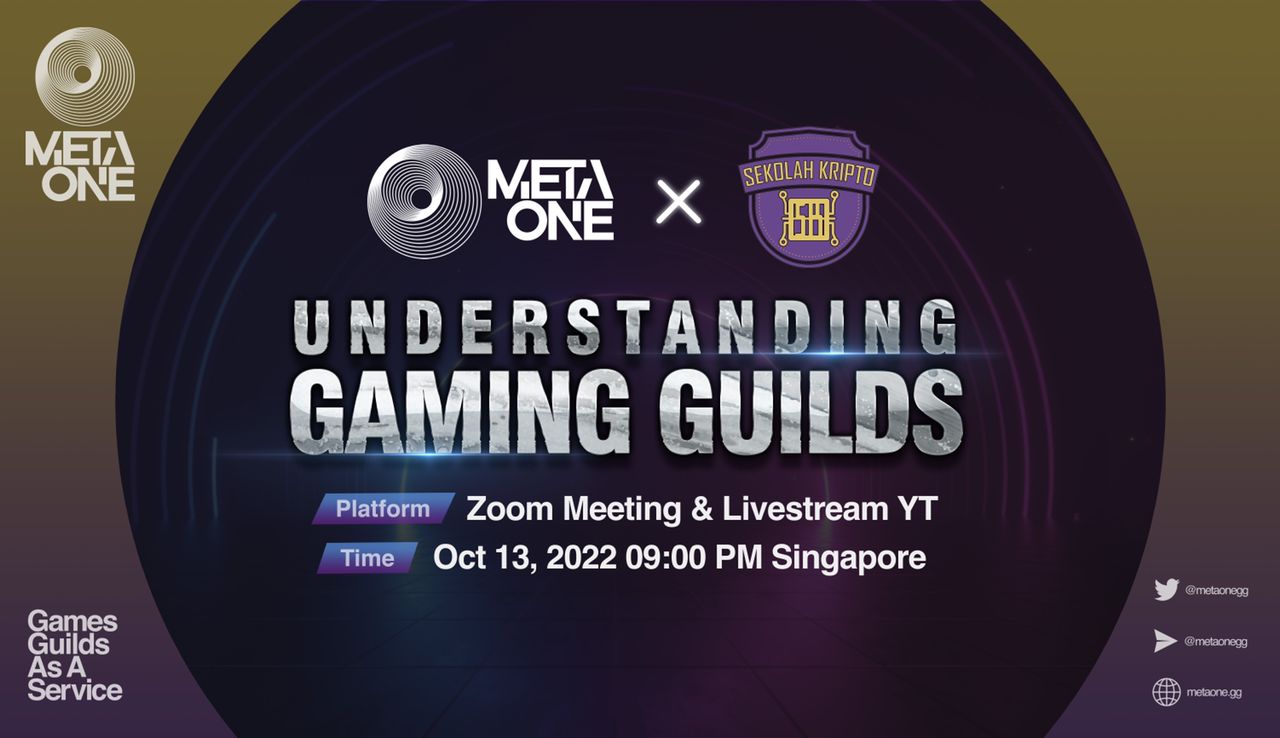 META
ONE
META
ONE
SEKOLAH KRIPTO
UNDERSTANDING
GAMING GUILDS
Platform Zoom Meeting & Livestream YT
Time Oct 13, 2022 09:00 PM Singapore
Games
Guilds
As A
Service
@metaonegg
@metaonegg
metaone.gg